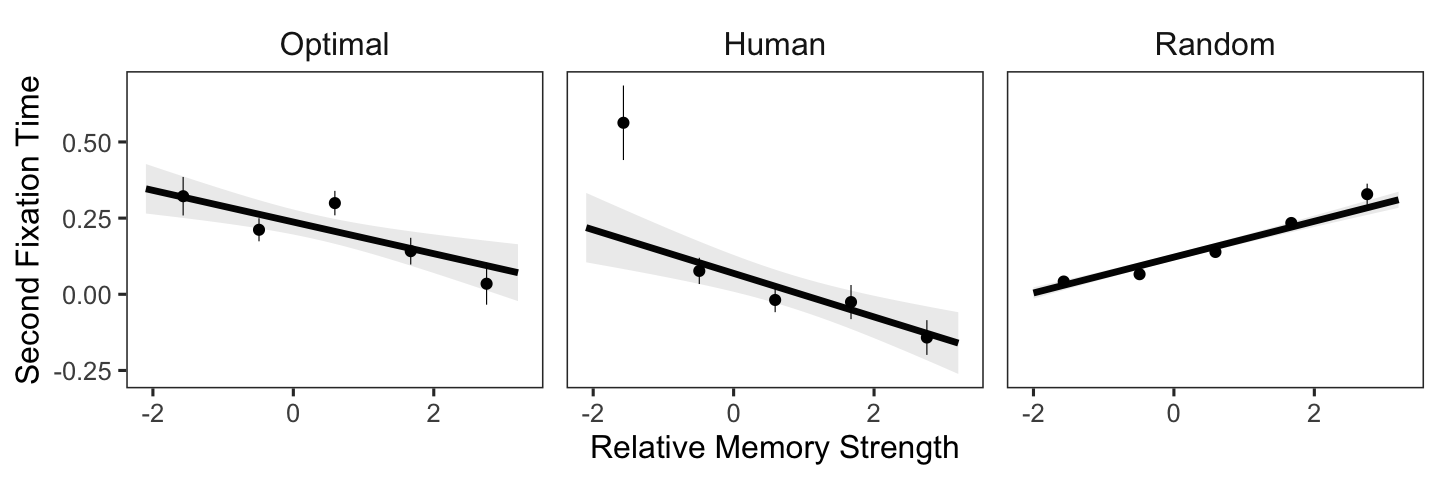 Optimal
Human
Random
Second Fixation Time
0.50
0.25
0.00
-0.25
-2 0 2
-2 0 2
-2 0 2
Relative Memory Strength